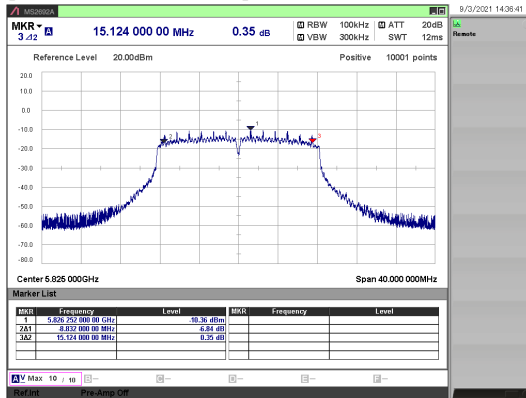 MS2692A
9/3/2021 14:36:41
MKR▼
3 Δ2 A 15.124 000 00 MHz 0.35 dB
M RBW 100kHz M ATT 20dB
M VBW 300kHz SWT 12ms
Remote
Reference Level 20.00dBm Positive 10001 points
20.0
10.0
0.0
-10.0
-20.0
-30.0
-40.0
-50.0
-60.0
-70.0
-80.0
1
2
3
Center 5.825 000GHz Span 40.000 000MHz
Marker List
MKR Frequency Level MKR Frequency Level
1 5.826 252 000 00 GHz -10.36 dBm
2Δ1 -8.832 000 00 MHz -6.84 dB
3Δ2 15.124 000 00 MHz 0.35 dB
A V Max 10 / 10 B— C— D— E— F—
Ref.Int Pre-Amp Off